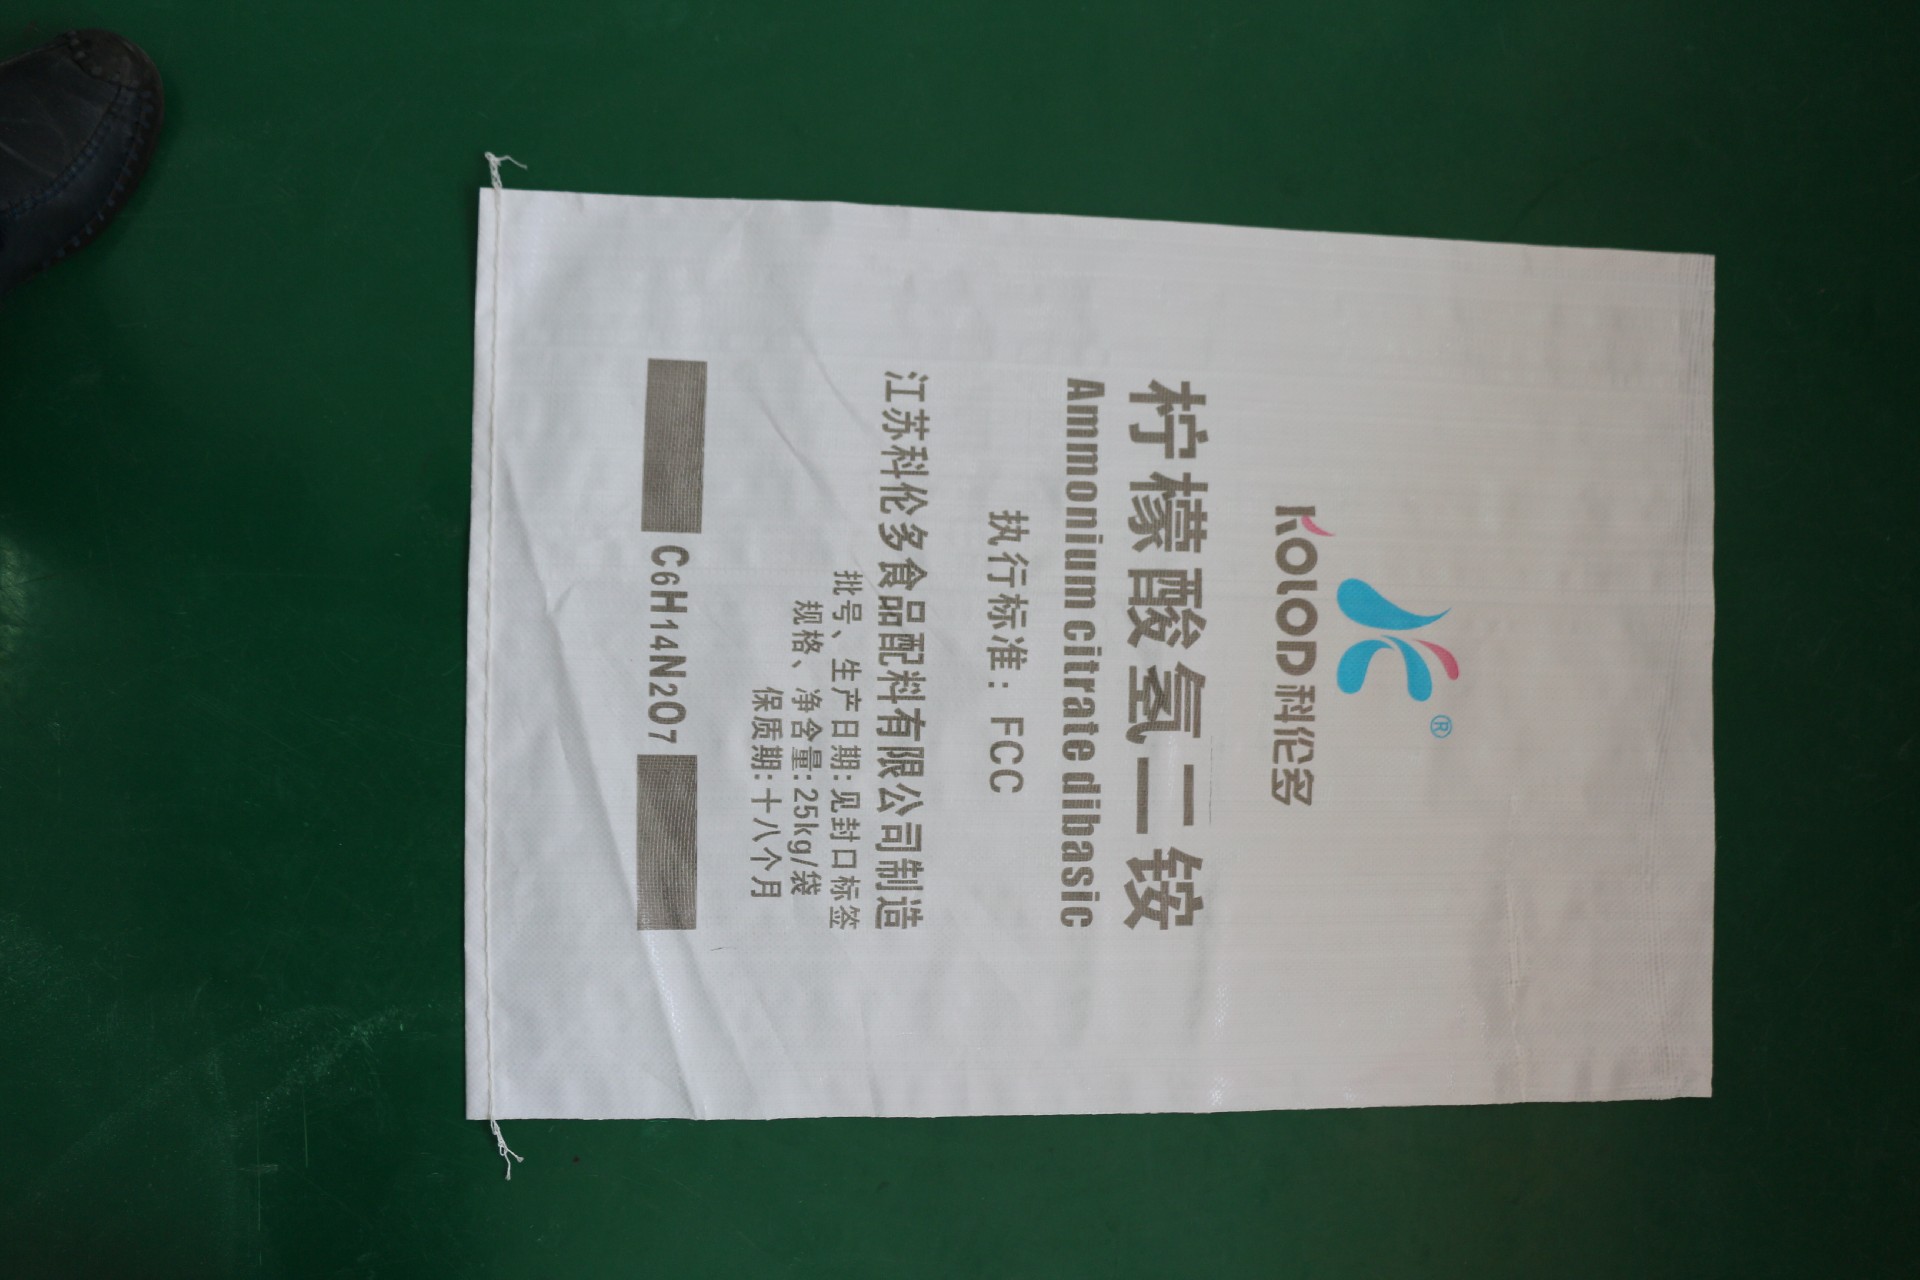 ®
KOLOD科伦多
柠檬酸氢二铵
Ammonium citrate dibasic
执行标准：FCC
江苏科伦多食品配料有限公司制造
批号、生产日期:见封口标签
规格、净含量:25kg/袋
保质期:十八个月
C6H14N2O7